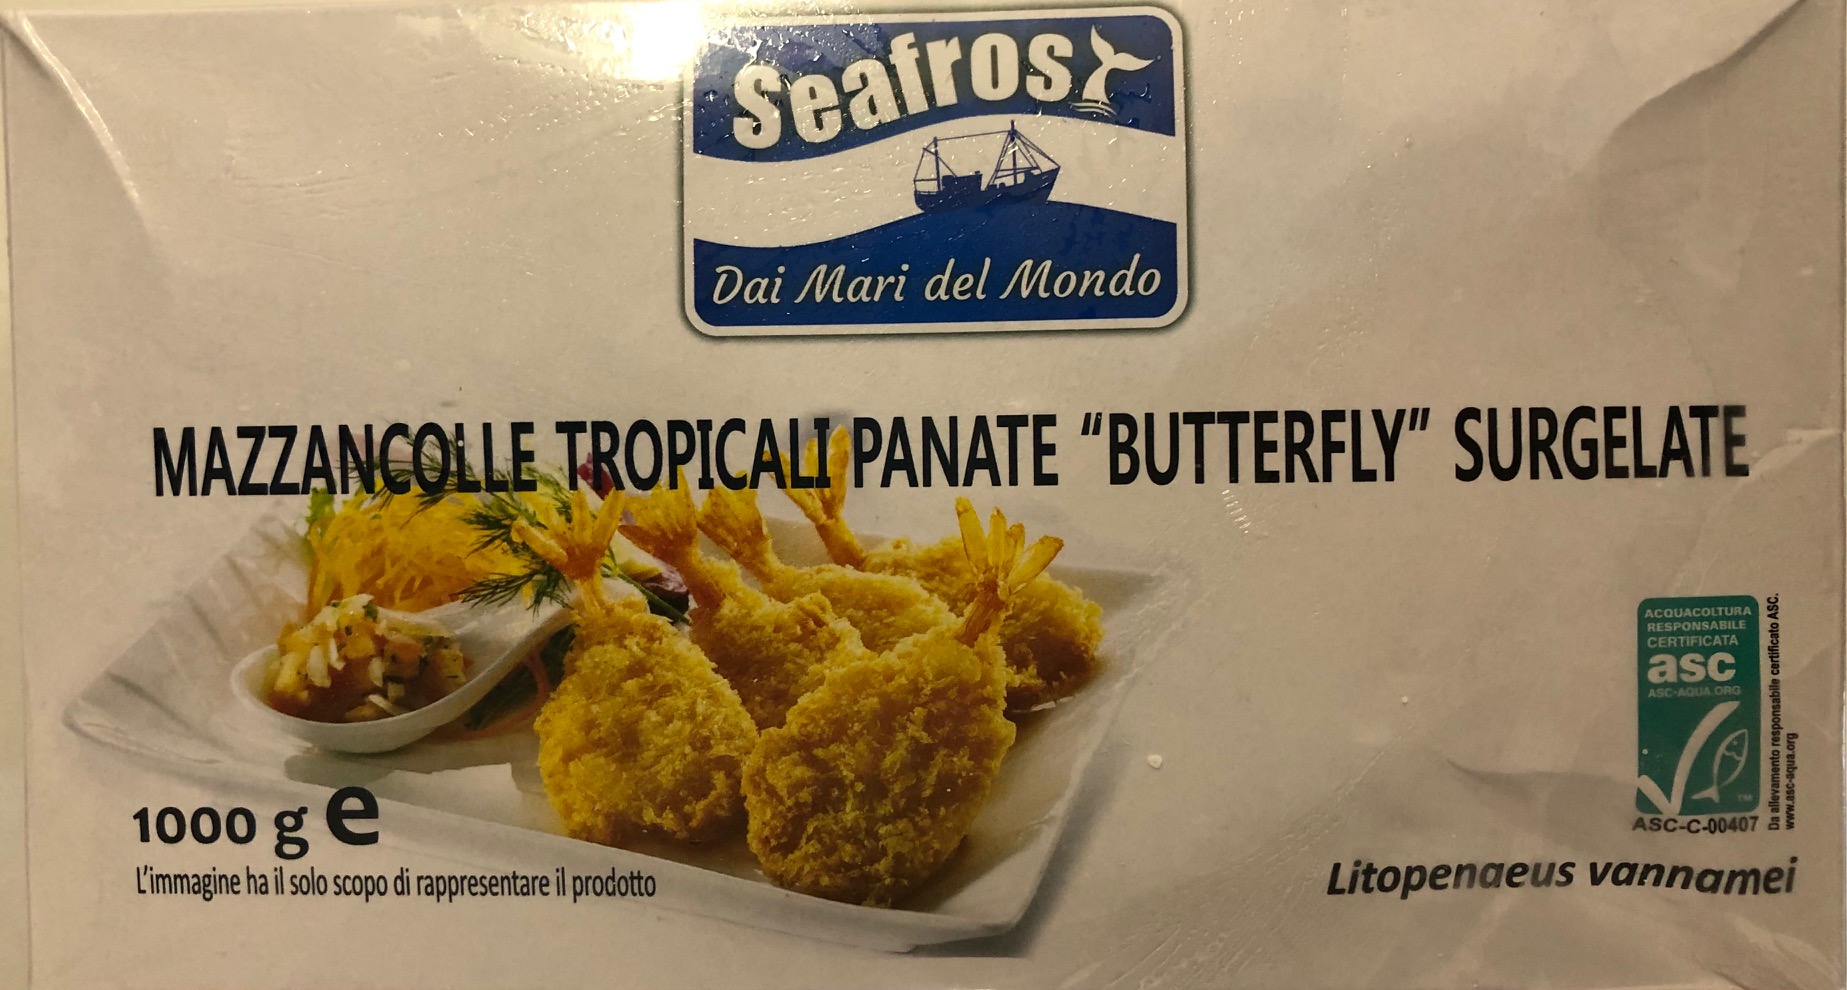 Seafrost
Dai Mari del Mondo
MAZZANCOLLE TROPICALI PANATE “BUTTERFLY” SURGELATE
ACQUACOLTURA
RESPONSABILE
CERTIFICATA
asc
ASC-AQUA.ORG
TM
ASC-C-00407
Da allevamento responsabile certificato ASC.
www.asc-aqua.org
1000 g e
L'immagine ha il solo scopo di rappresentare il prodotto
Litopenaeus vannamei